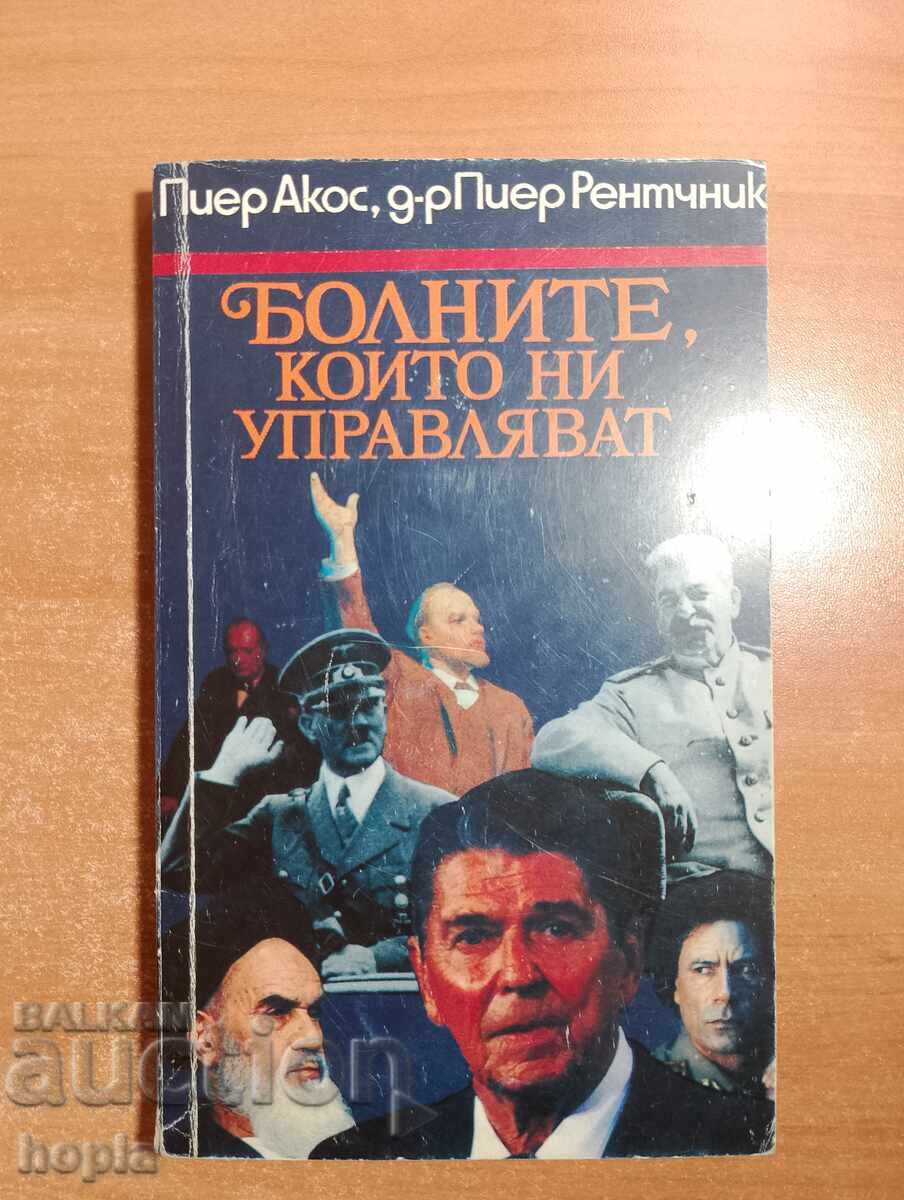 Пиер Акос, д-р Пиер Рентчник
БОЛНИТЕ,
КОИТО НИ
УПРАВЛЯВАТ
BALKAN
auction
hopla